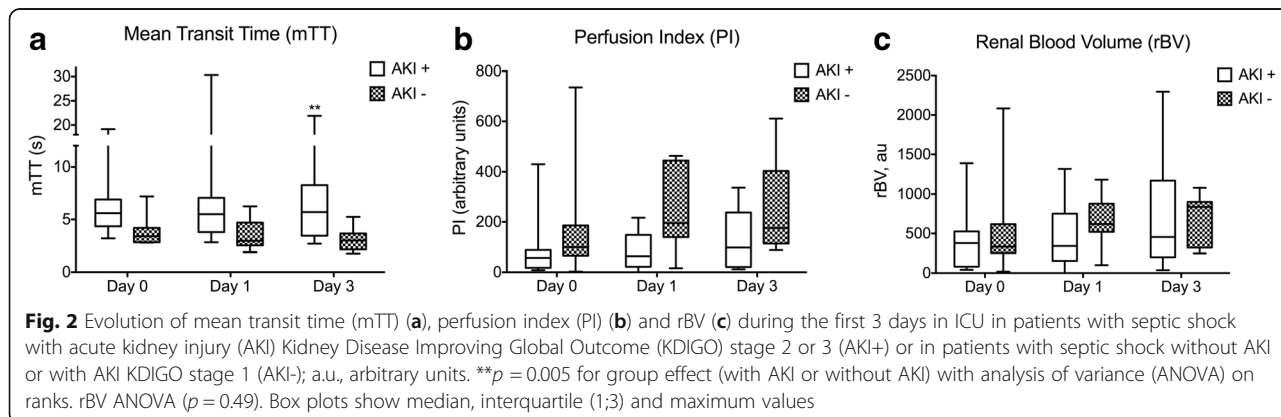 a
Mean Transit Time (mTT)
AKI +
AKI -
mTT (s)
30
25
20
15
10
5
0
**
Day 0 Day 1 Day 3
b
Perfusion Index (PI)
AKI +
AKI -
PI (arbitrary units)
800
600
400
200
0
Day 0 Day 1 Day 3
c
Renal Blood Volume (rBV)
AKI +
AKI -
rBV, au
2500
2000
1500
1000
500
0
Day 0 Day 1 Day 3
Fig. 2 Evolution of mean transit time (mTT) (a), perfusion index (PI) (b) and rBV (c) during the first 3 days in ICU in patients with septic shock
with acute kidney injury (AKI) Kidney Disease Improving Global Outcome (KDIGO) stage 2 or 3 (AKI+) or in patients with septic shock without AKI
or with AKI KDIGO stage 1 (AKI-); a.u., arbitrary units. **p = 0.005 for group effect (with AKI or without AKI) with analysis of variance (ANOVA) on
ranks. rBV ANOVA (p = 0.49). Box plots show median, interquartile (1;3) and maximum values